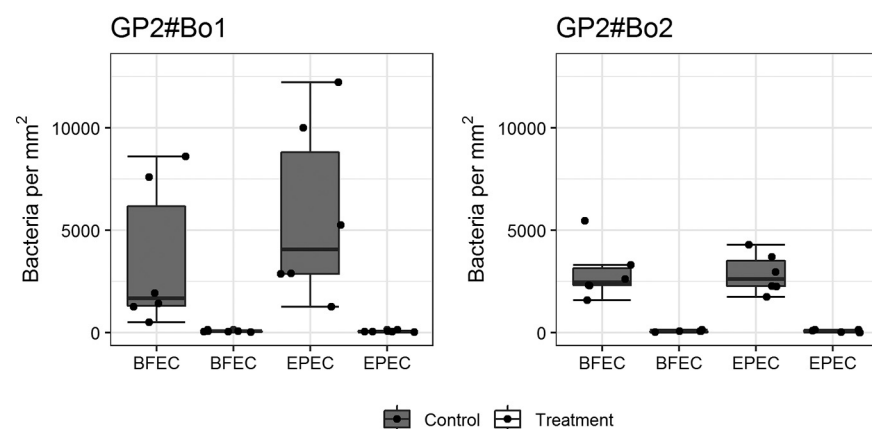 GP2#Bo1
Bacteria per mm²
10000
5000
0
BFEC BFEC EPEC EPEC
GP2#Bo2
Bacteria per mm²
10000
5000
0
BFEC BFEC EPEC EPEC
Control Treatment